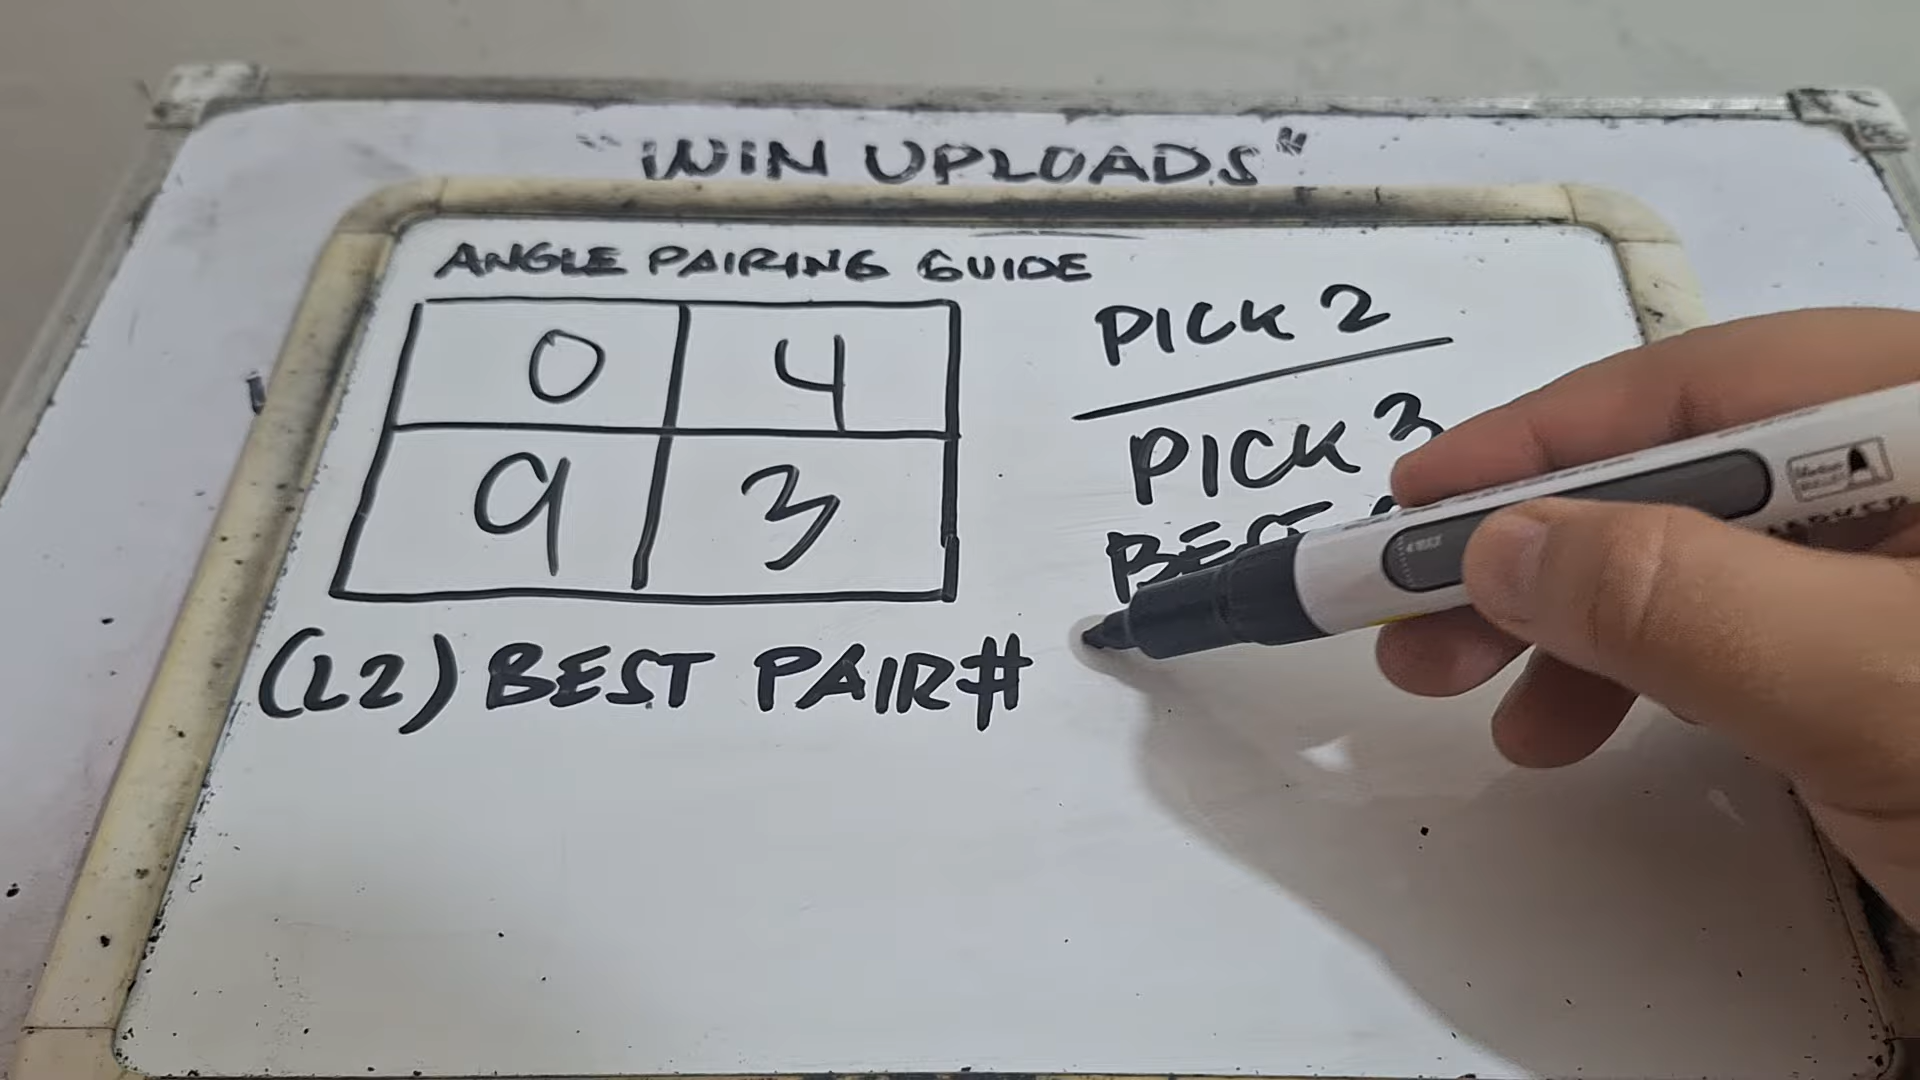 "WIN UPLOADS"
ANGLE PAIRING GUIDE
0 4
9 3
(L2) BEST PAIR#
PICK 2
PICK 3